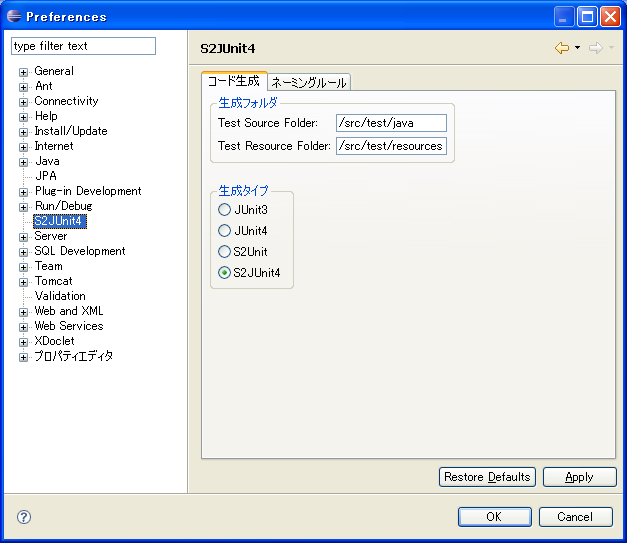 Preferences
type filter text
General
Ant
Connectivity
Help
Install/Update
Internet
Java
JPA
Plug-in Development
Run/Debug
S2JUnit4
Server
SQL Development
Team
Tomcat
Validation
Web and XML
Web Services
XDoclet
プロパティエディタ
S2JUnit4
コード生成 ネーミングルール
生成フォルダ
Test Source Folder: /src/test/java
Test Resource Folder: /src/test/resources
生成タイプ
JUnit3
JUnit4
S2Unit
S2JUnit4
Restore Defaults Apply
? OK Cancel